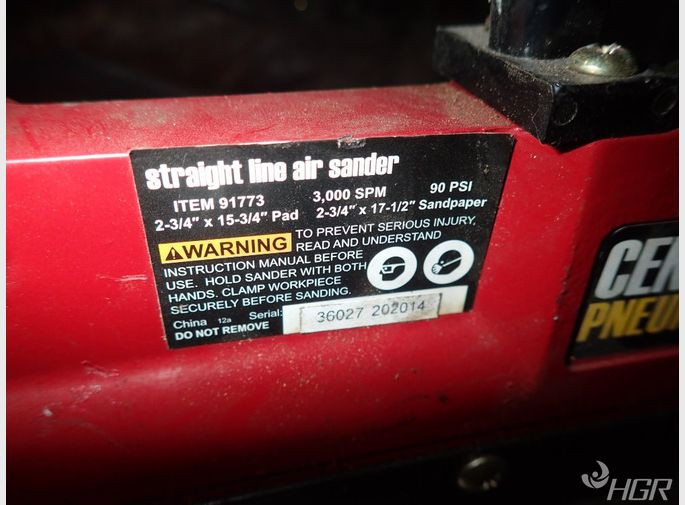 straight line air sander
ITEM 91773 3,000 SPM 90 PSI
2-3/4" x 15-3/4" Pad 2-3/4" x 17-1/2" Sandpaper
⚠WARNING TO PREVENT SERIOUS INJURY,
READ AND UNDERSTAND
INSTRUCTION MANUAL BEFORE
USE. HOLD SANDER WITH BOTH
HANDS. CLAMP WORKPIECE
SECURELY BEFORE SANDING.
China 12a Serial: 36027 202014
DO NOT REMOVE
CEN
PNEU
HGR